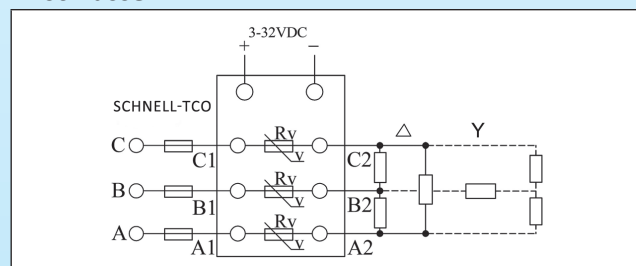 3-32VDC
+ −
SCHNELL-TCO
Rv
C C1 v C2 △ Y
Rv
B B1 v B2
Rv
A A1 v A2